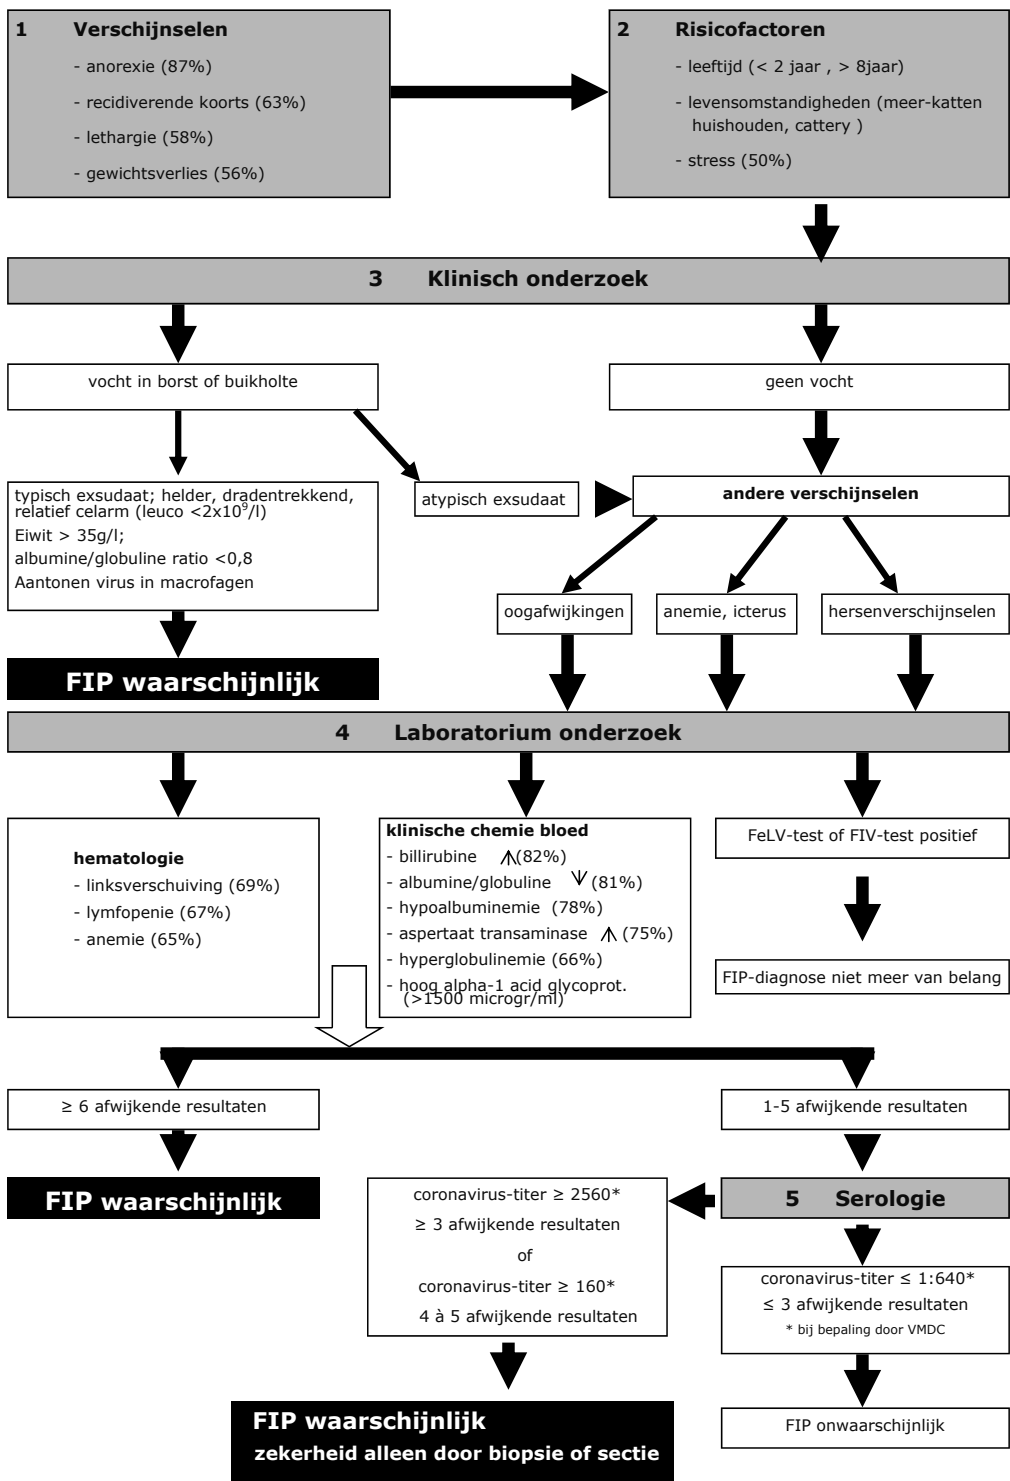 1 Verschijnselen
- anorexie (87%)
- recidiverende koorts (63%)
- lethargie (58%)
- gewichtsverlies (56%)
2 Risicofactoren
- leeftijd (< 2 jaar , > 8jaar)
- levensomstandigheden (meer-katten
huishouden, cattery )
- stress (50%)
3 Klinisch onderzoek
vocht in borst of buikholte
geen vocht
typisch exsudaat; helder, dradentrekkend,
relatief celarm (leuco <2x10⁹/l)
Eiwit > 35g/l;
albumine/globuline ratio <0,8
Aantonen virus in macrofagen
atypisch exsudaat
andere verschijnselen
oogafwijkingen
anemie, icterus
hersenverschijnselen
FIP waarschijnlijk
4 Laboratorium onderzoek
hematologie
- linksverschuiving (69%)
- lymfopenie (67%)
- anemie (65%)
klinische chemie bloed
- billirubine ↑ (82%)
- albumine/globuline ↓ (81%)
- hypoalbuminemie (78%)
- aspertaat transaminase ↑ (75%)
- hyperglobulinemie (66%)
- hoog alpha-1 acid glycoprot.
(>1500 microgr/ml)
FeLV-test of FIV-test positief
FIP-diagnose niet meer van belang
≥ 6 afwijkende resultaten
1-5 afwijkende resultaten
FIP waarschijnlijk
coronavirus-titer ≥ 2560*
≥ 3 afwijkende resultaten
of
coronavirus-titer ≥ 160*
4 à 5 afwijkende resultaten
5 Serologie
coronavirus-titer ≤ 1:640*
≤ 3 afwijkende resultaten
* bij bepaling door VMDC
FIP waarschijnlijk
zekerheid alleen door biopsie of sectie
FIP onwaarschijnlijk